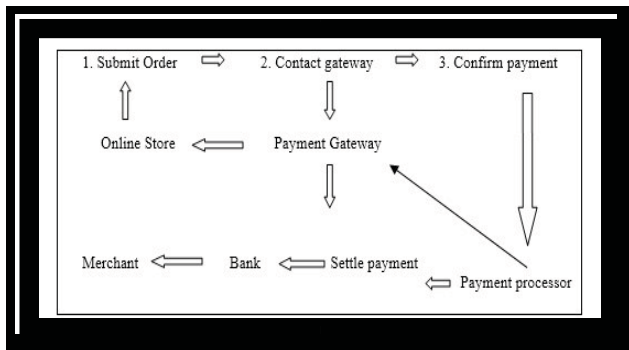 1. Submit Order 2. Contact gateway 3. Confirm payment
Online Store Payment Gateway
Merchant Bank Settle payment
Payment processor